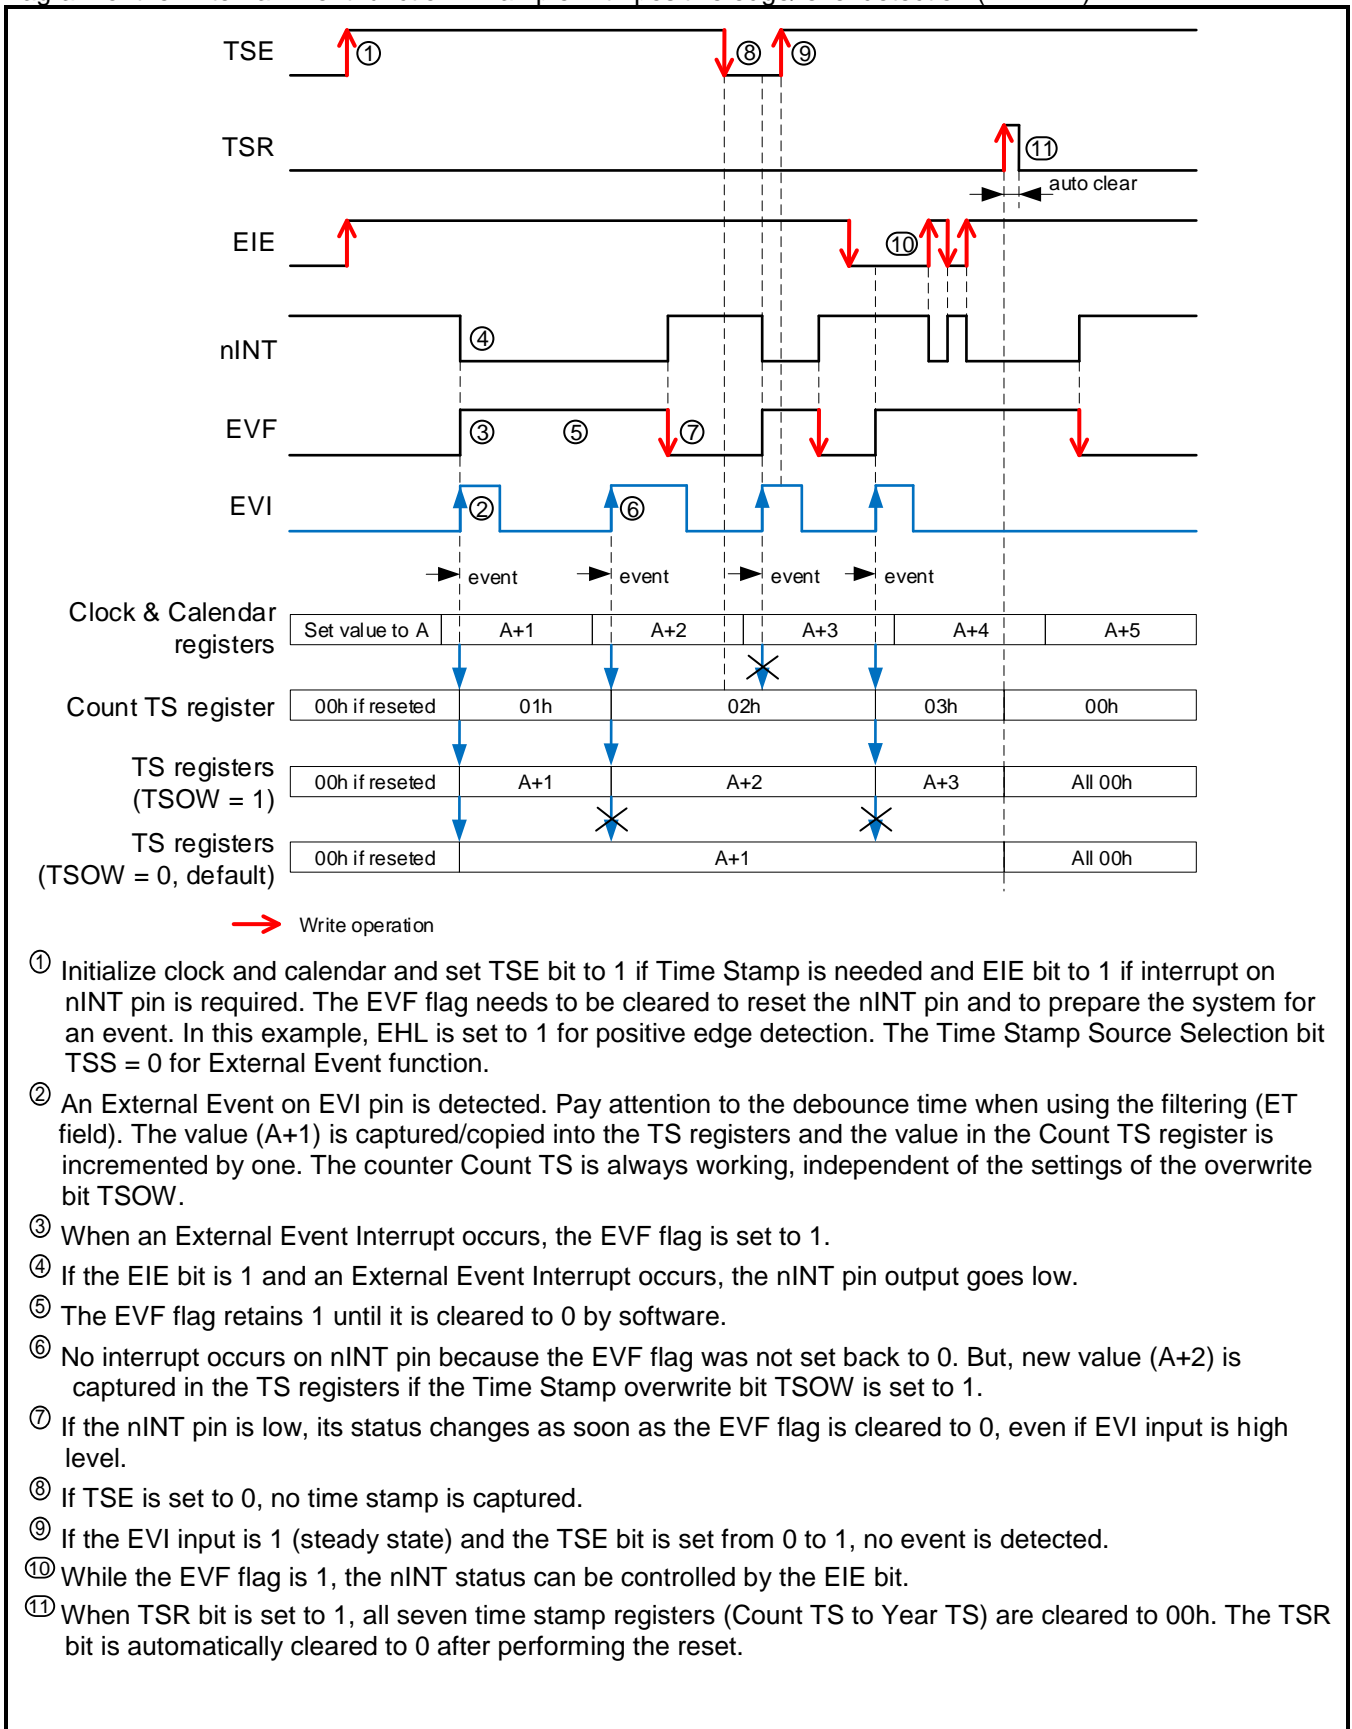 TSE ① ⑧ ⑨
TSR ⑪
auto clear
EIE ⑩
nINT ④
EVF ③ ⑤ ⑦
EVI ② ⑥
event event event event
Clock & Calendar
registers
Set value to A A+1 A+2 A+3 A+4 A+5
Count TS register 00h if reseted 01h 02h 03h 00h
TS registers
(TSOW = 1)
00h if reseted A+1 A+2 A+3 All 00h
TS registers
(TSOW = 0, default)
00h if reseted A+1 All 00h
Write operation
① Initialize clock and calendar and set TSE bit to 1 if Time Stamp is needed and EIE bit to 1 if interrupt on
nINT pin is required. The EVF flag needs to be cleared to reset the nINT pin and to prepare the system for
an event. In this example, EHL is set to 1 for positive edge detection. The Time Stamp Source Selection bit
TSS = 0 for External Event function.
② An External Event on EVI pin is detected. Pay attention to the debounce time when using the filtering (ET
field). The value (A+1) is captured/copied into the TS registers and the value in the Count TS register is
incremented by one. The counter Count TS is always working, independent of the settings of the overwrite
bit TSOW.
③ When an External Event Interrupt occurs, the EVF flag is set to 1.
④ If the EIE bit is 1 and an External Event Interrupt occurs, the nINT pin output goes low.
⑤ The EVF flag retains 1 until it is cleared to 0 by software.
⑥ No interrupt occurs on nINT pin because the EVF flag was not set back to 0. But, new value (A+2) is
captured in the TS registers if the Time Stamp overwrite bit TSOW is set to 1.
⑦ If the nINT pin is low, its status changes as soon as the EVF flag is cleared to 0, even if EVI input is high
level.
⑧ If TSE is set to 0, no time stamp is captured.
⑨ If the EVI input is 1 (steady state) and the TSE bit is set from 0 to 1, no event is detected.
⑩ While the EVF flag is 1, the nINT status can be controlled by the EIE bit.
⑪ When TSR bit is set to 1, all seven time stamp registers (Count TS to Year TS) are cleared to 00h. The TSR
bit is automatically cleared to 0 after performing the reset.